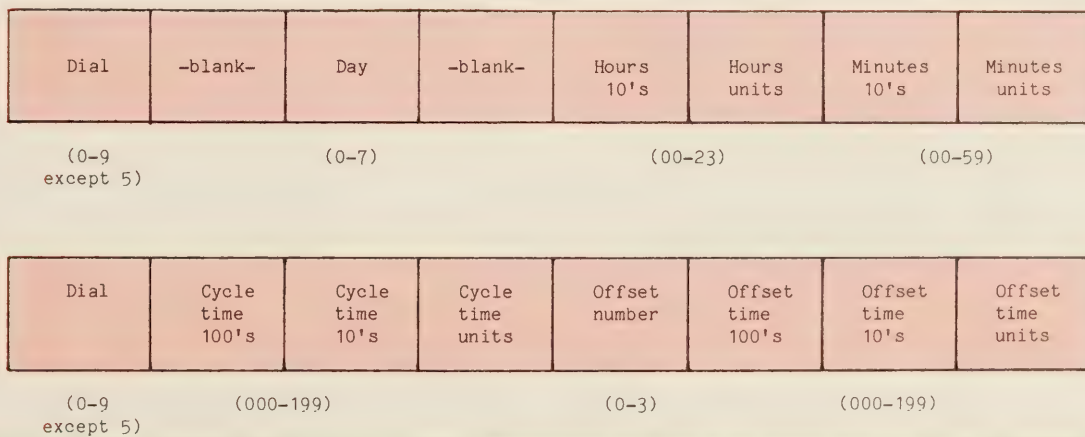 Dial -blank- Day -blank- Hours Hours Minutes Minutes
10's units 10's units
(0-9 (0-7) (00-23) (00-59)
except 5)
Dial Cycle Cycle Cycle Offset Offset Offset Offset
time time time number time time time
100's 10's units 100's 10's units
(0-9 (000-199) (0-3) (000-199)
except 5)